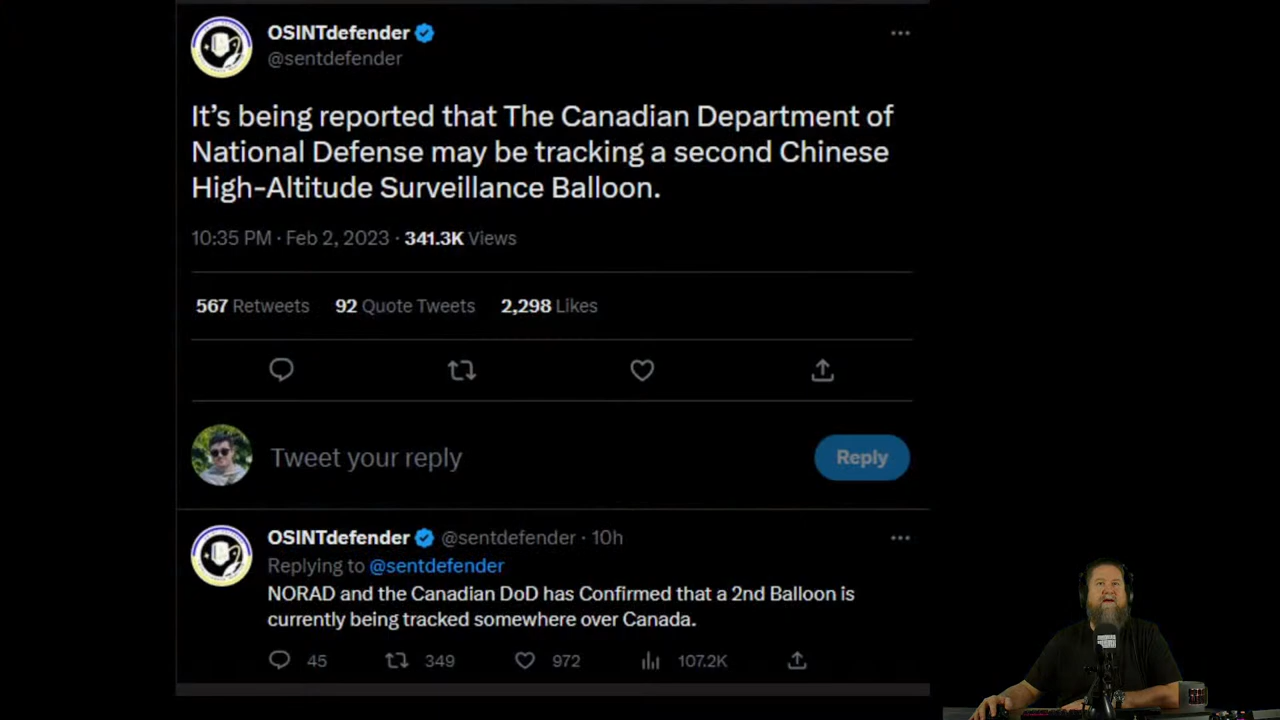 OSINTdefender
@sentdefender
It's being reported that The Canadian Department of
National Defense may be tracking a second Chinese
High-Altitude Surveillance Balloon.
10:35 PM · Feb 2, 2023 · 341.3K Views
567 Retweets 92 Quote Tweets 2,298 Likes
Tweet your reply Reply
OSINTdefender @sentdefender · 10h
Replying to @sentdefender
NORAD and the Canadian DoD has Confirmed that a 2nd Balloon is
currently being tracked somewhere over Canada.
45 349 972 107.2K